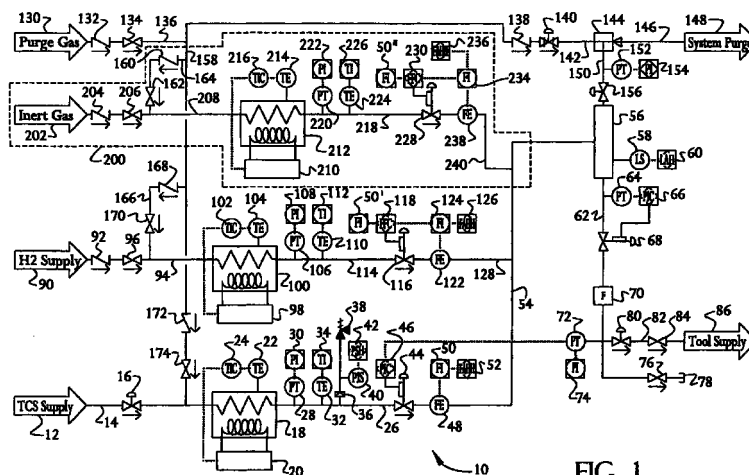 130 132 134 136
Purge Gas
138 140 144 146 148
System Purge
142 152 PT 154
150 156
216 TIC 214 TE
222 PI 226 TI
50" FI 230 236
160 158 162 164
204 206 208
Inert Gas
202
PT TE 224 FI 234
220 218 228 FE 238
212 210 240
200
56 58 LS 60
64 PT 66
62 68
168 166 170
102 TIC 104 TE
108 PI 112 TI
50' FI 118 124 FI 126
92 96
H2 Supply
90 94
PT TE 110
106 114 116 FE 122 128
100 98
54
F 70
172 174
38 42
24 TIC 22 TE
30 PI 34 TI
46 44 50 FI 52
72 PT 80 82 84 86
Tool Supply
16
TCS Supply
12 14
PT TE 40
28 32 36 26 FE 48
18 20
FI 74 76 78
10
FIG. 1